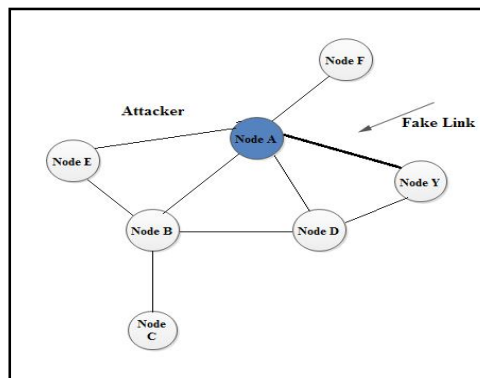 Node F
Attacker
Node A
Fake Link
Node E
Node Y
Node B
Node D
Node
C